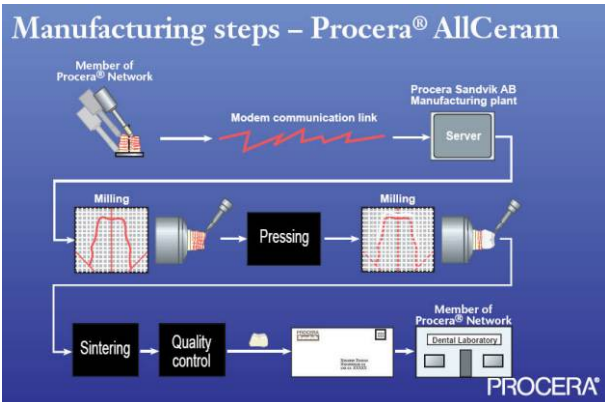 Manufacturing steps – Procera® AllCeram
Member of
Procera® Network
Modem communication link
Procera Sandvik AB
Manufacturing plant
Server
Milling
Pressing
Milling
Sintering
Quality
control
PROCERA
Member of
Procera® Network
Dental Laboratory
PROCERA®